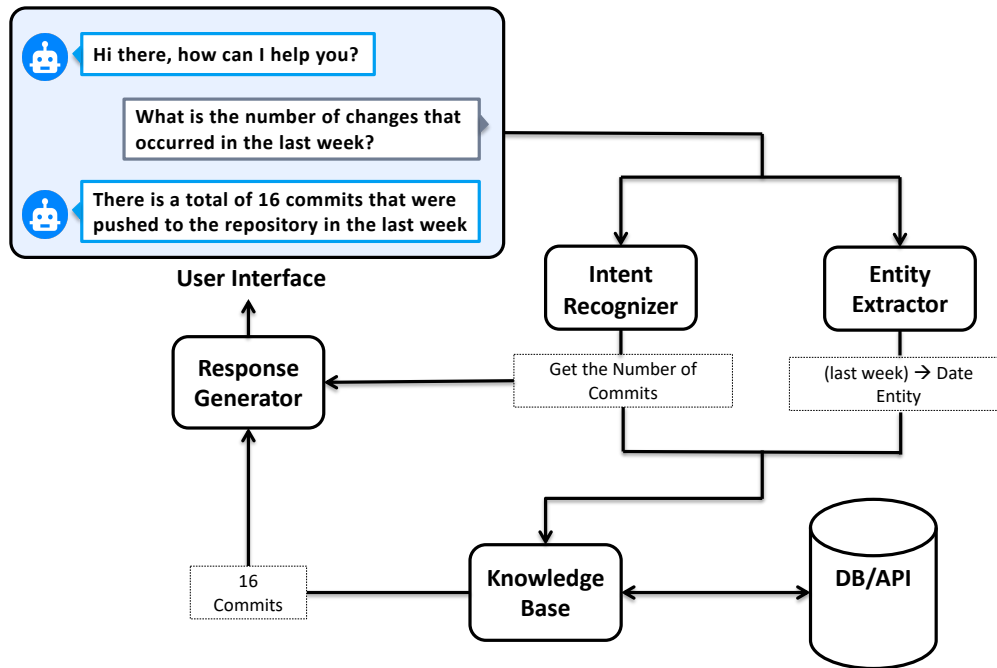 Hi there, how can I help you?
What is the number of changes that
occurred in the last week?
There is a total of 16 commits that were
pushed to the repository in the last week
User Interface
Intent
Recognizer
Entity
Extractor
Response
Generator
Get the Number of
Commits
(last week) → Date
Entity
16
Commits
Knowledge
Base
DB/API